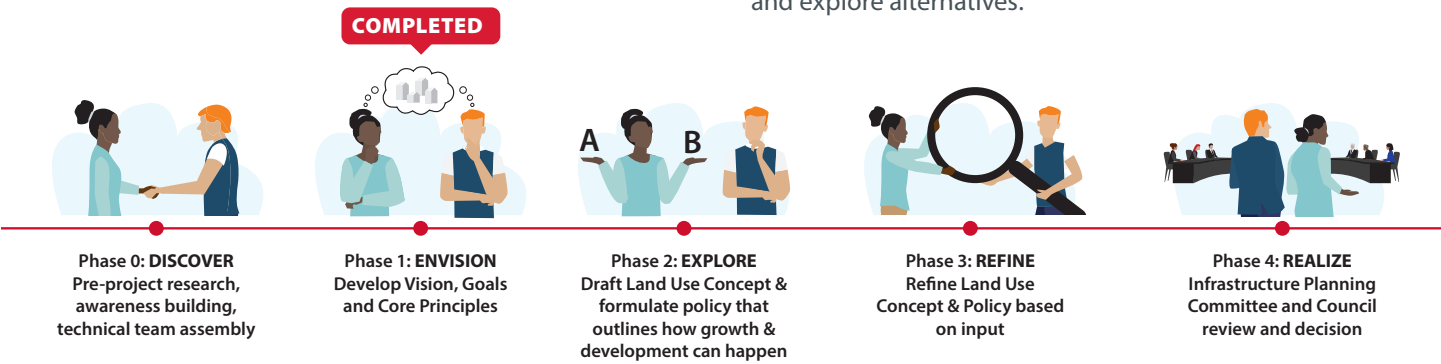 and explore alternatives.
COMPLETED
A
B
Phase 0: DISCOVER
Pre-project research,
awareness building,
technical team assembly
Phase 1: ENVISION
Develop Vision, Goals
and Core Principles
Phase 2: EXPLORE
Draft Land Use Concept &
formulate policy that
outlines how growth &
development can happen
Phase 3: REFINE
Refine Land Use
Concept & Policy based
on input
Phase 4: REALIZE
Infrastructure Planning
Committee and Council
review and decision